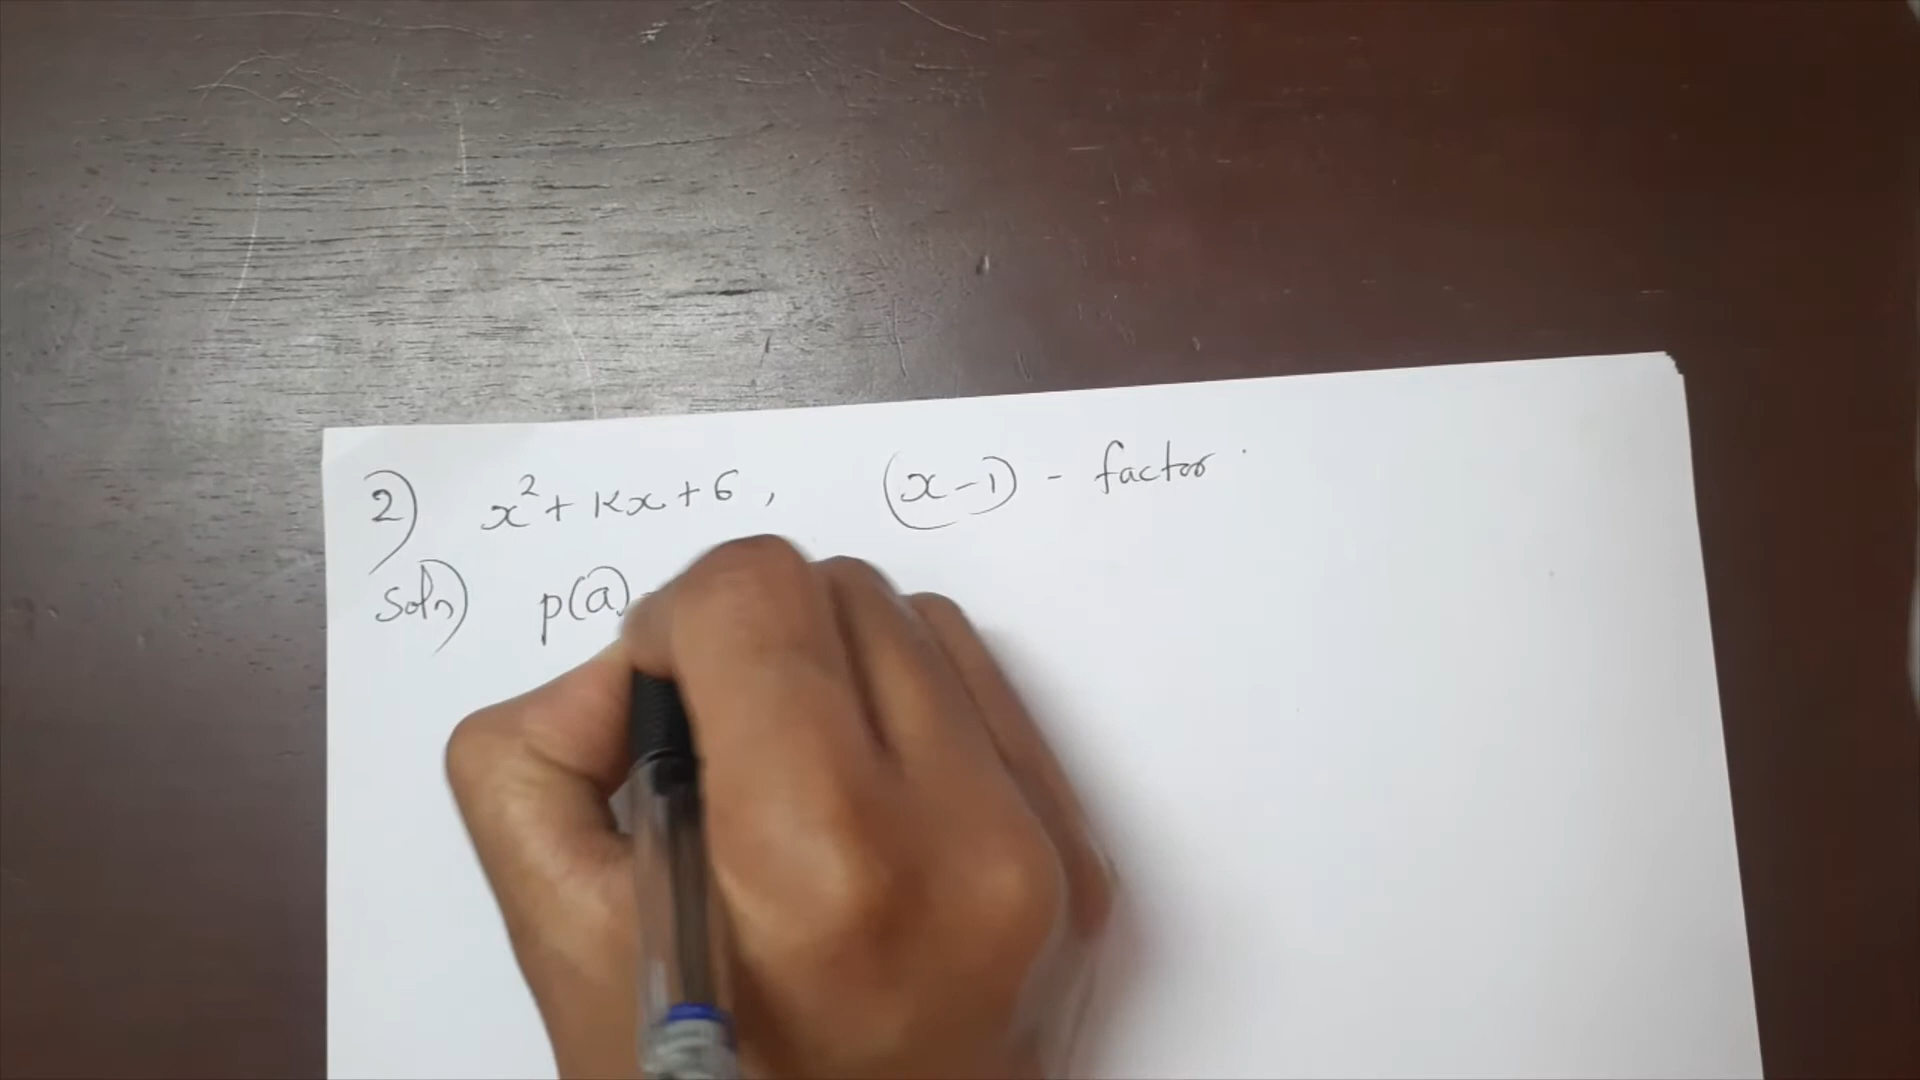 2) x² + kx + 6, (x-1) - factor.
soln) p(a)